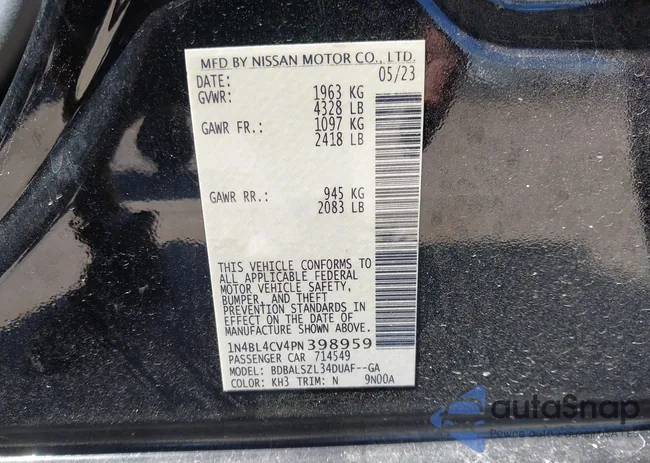 MFD BY NISSAN MOTOR CO., LTD.
DATE: 05/23
GVWR: 1963 KG
4328 LB
GAWR FR.: 1097 KG
2418 LB
GAWR RR.: 945 KG
2083 LB
THIS VEHICLE CONFORMS TO
ALL APPLICABLE FEDERAL
MOTOR VEHICLE SAFETY,
BUMPER, AND THEFT
PREVENTION STANDARDS IN
EFFECT ON THE DATE OF
MANUFACTURE SHOWN ABOVE.
1N4BL4CV4PN398959
PASSENGER CAR 714549
MODEL: BDBALSZL34DUAF--GA
COLOR: KH3 TRIM: N 9N00A
autoSnap